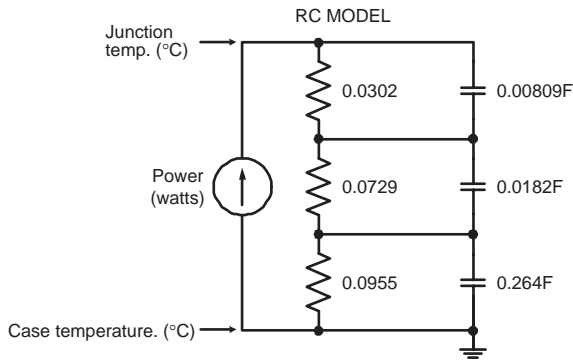 RC MODEL
Junction
temp. (°C)
0.0302
0.00809F
Power
(watts)
0.0729
0.0182F
0.0955
0.264F
Case temperature. (°C)